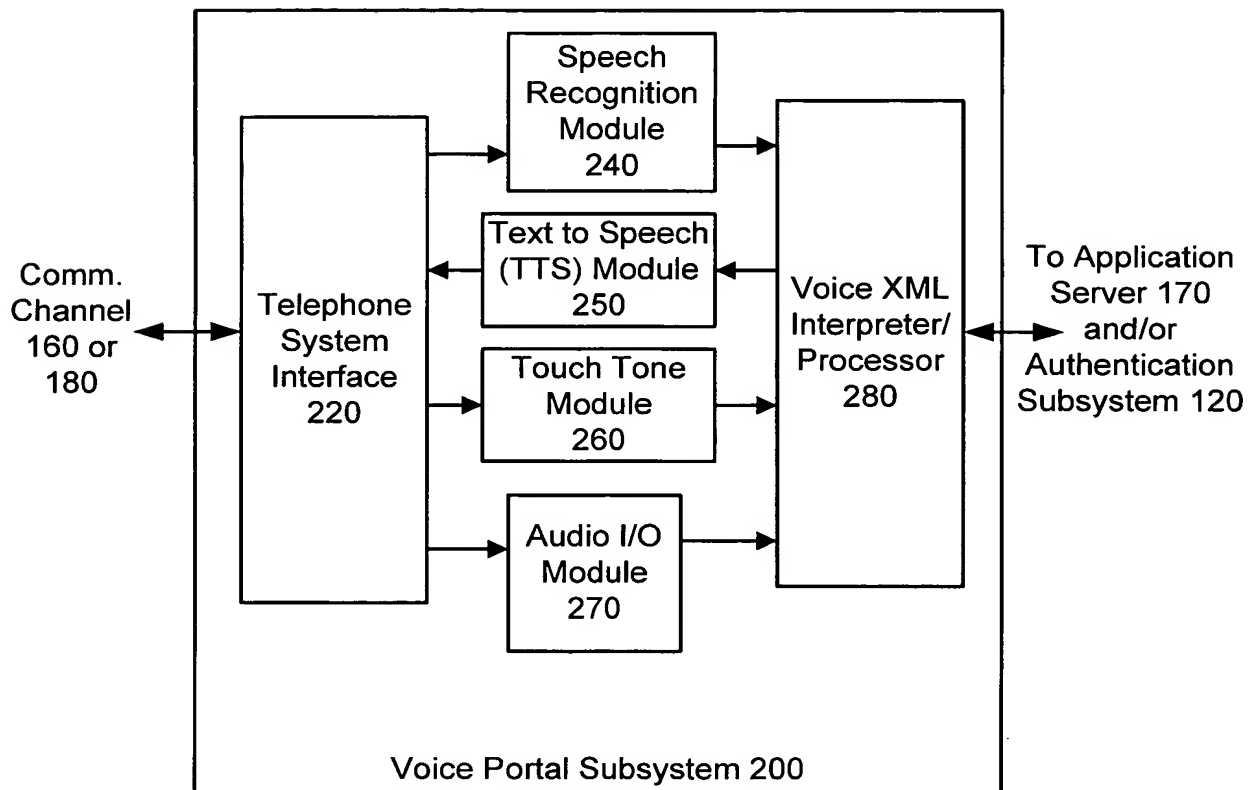 Speech
Recognition
Module
240
Text to Speech
(TTS) Module
250
Comm.
Channel
160 or
180
Telephone
System
Interface
220
Voice XML
Interpreter/
Processor
280
To Application
Server 170
and/or
Authentication
Subsystem 120
Touch Tone
Module
260
Audio I/O
Module
270
Voice Portal Subsystem 200